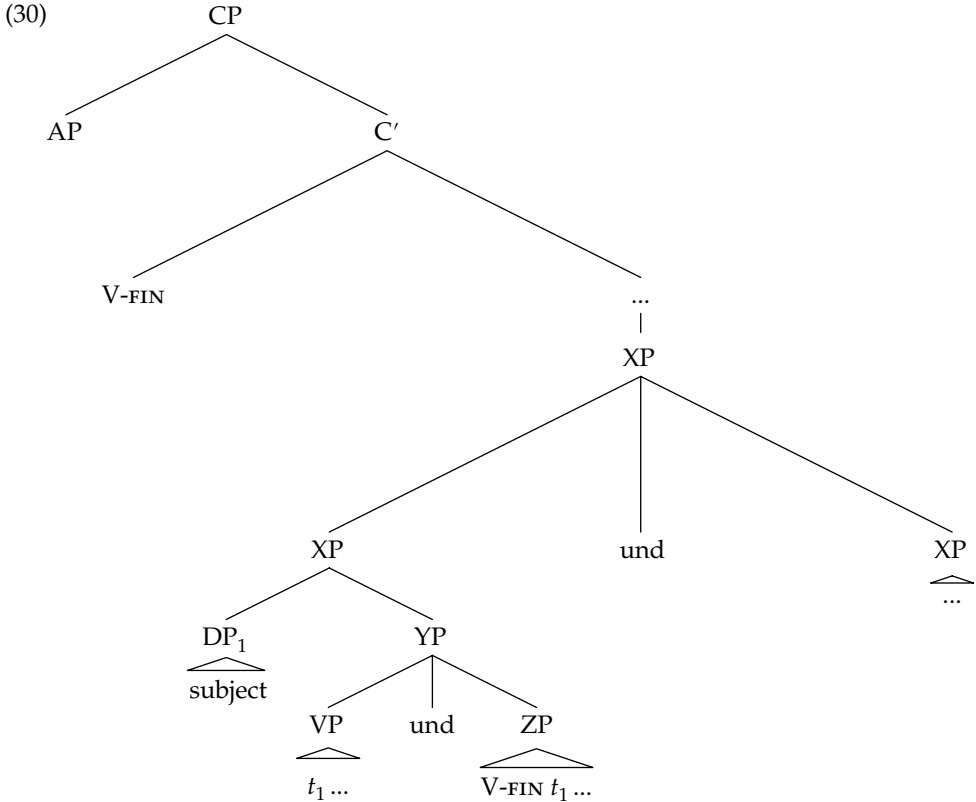 (30)
CP
AP C′
V-FIN ...
XP
XP und XP
...
DP₁ YP
subject
VP und ZP
t₁ ... V-FIN t₁ ...